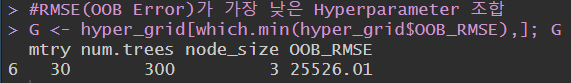 > #RMSE(OOB Error)가 가장 낮은 Hyperparameter 조합
> G <- hyper_grid[which.min(hyper_grid$OOB_RMSE),]; G
mtry num.trees node_size OOB_RMSE
6 30 300 3 25526.01